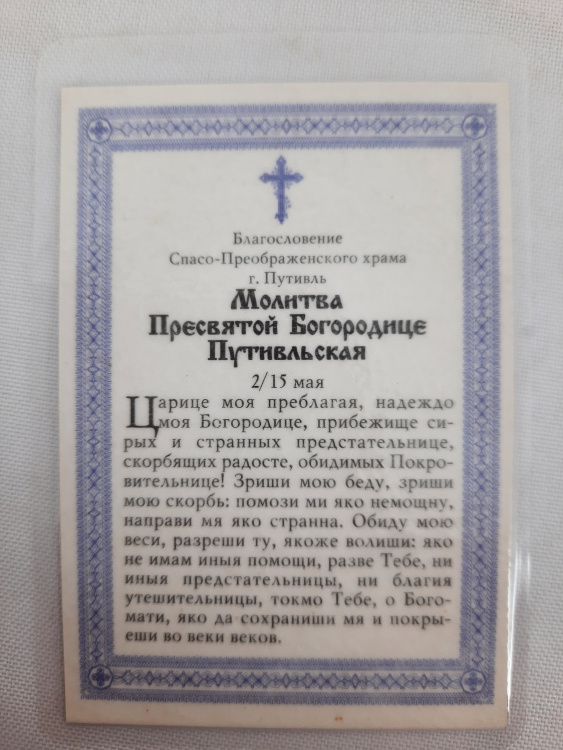 Благословение
Спасо-Преображенского храма
г. Путивль
Молитва
Пресвятой Богородице
Путивльская
2/15 мая
Царице моя преблагая, надеждо
моя Богородице, прибежище си-
рых и странных предстательнице,
скорбящих радосте, обидимых Покро-
вительнице! Зриши мою беду, зриши
мою скорбь: помози ми яко немощну,
направи мя яко странна. Обиду мою
веси, разреши ту, якоже волиши: яко
не имам иныя помощи, разве Тебе, ни
иныя предстательницы, ни благия
утешительницы, токмо Тебе, о Бого-
мати, яко да сохраниши мя и покры-
еши во веки веков.